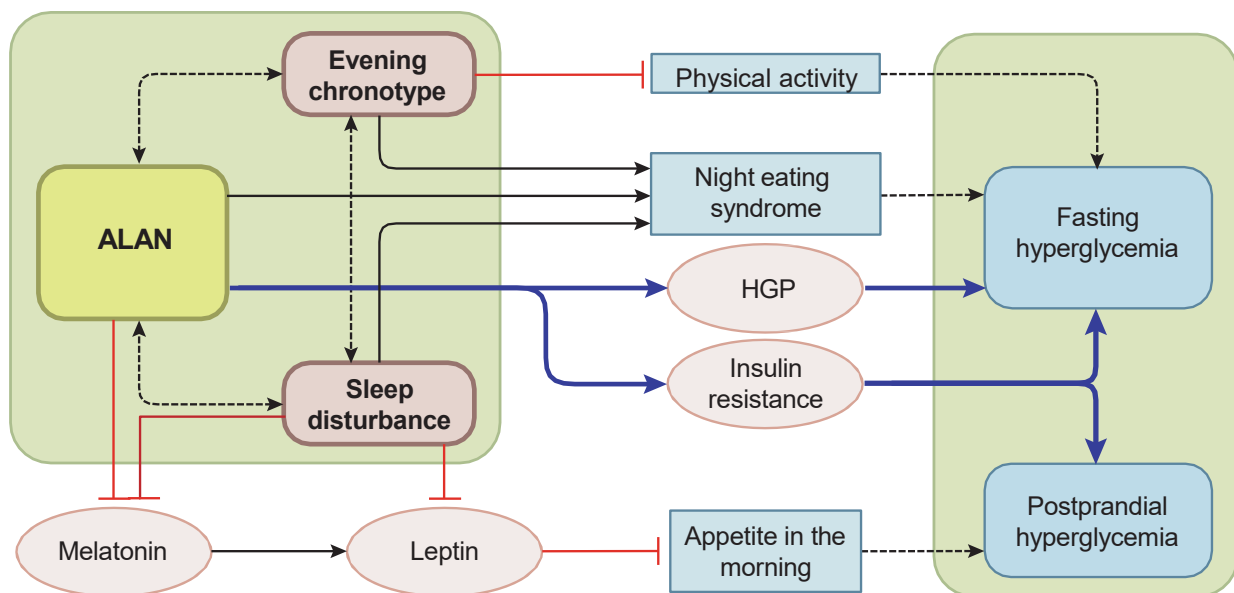 Evening
chronotype
Physical activity
ALAN
Night eating
syndrome
Fasting
hyperglycemia
HGP
Sleep
disturbance
Insulin
resistance
Melatonin
Leptin
Appetite in the
morning
Postprandial
hyperglycemia